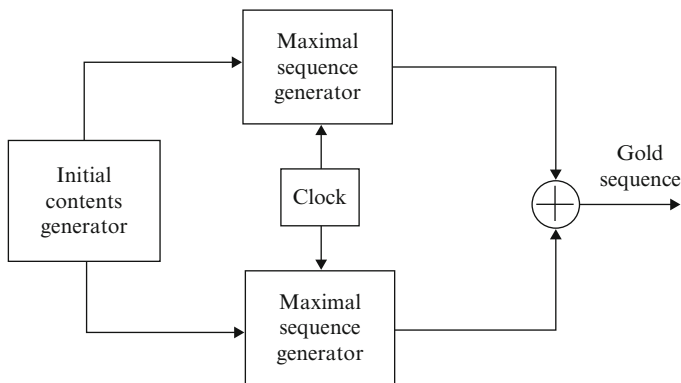 Maximal
sequence
generator
Initial
contents
generator
Clock
Gold
sequence
Maximal
sequence
generator